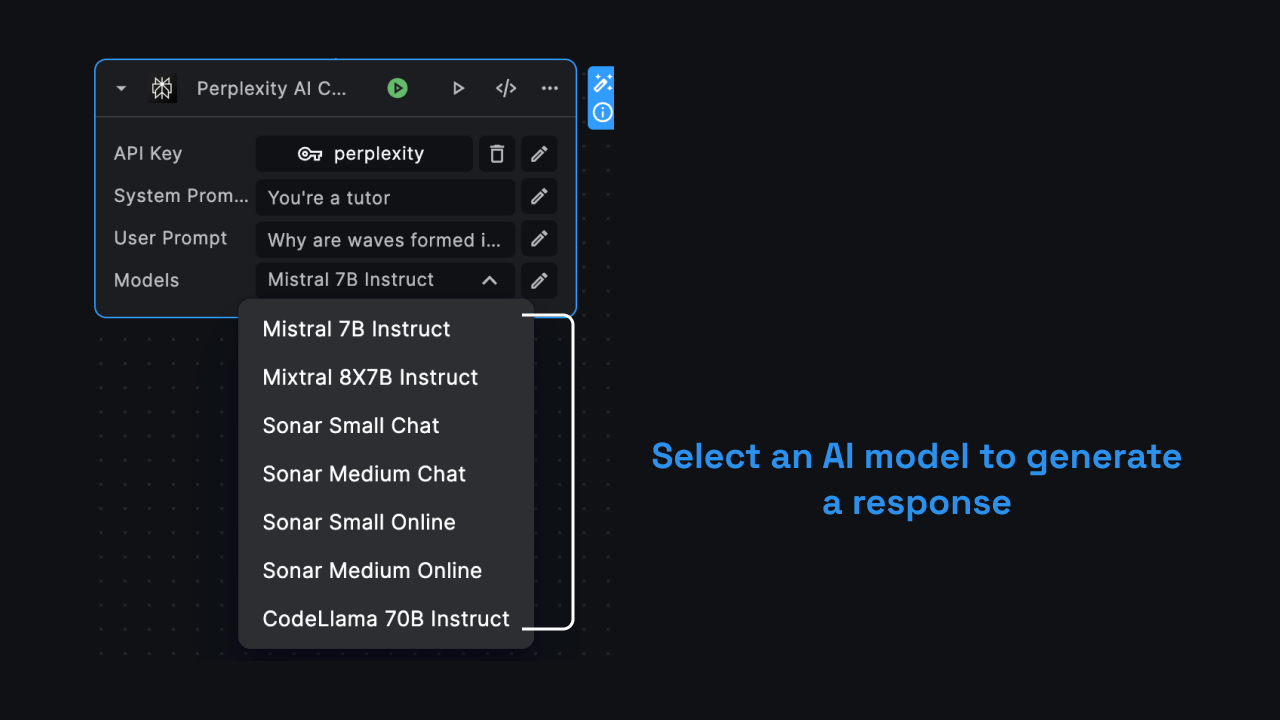 Perplexity AI C...
API Key
perplexity
System Prom...
You're a tutor
User Prompt
Why are waves formed i...
Models
Mistral 7B Instruct
Mistral 7B Instruct
Mixtral 8X7B Instruct
Sonar Small Chat
Sonar Medium Chat
Sonar Small Online
Sonar Medium Online
CodeLlama 70B Instruct
Select an AI model to generate
a response